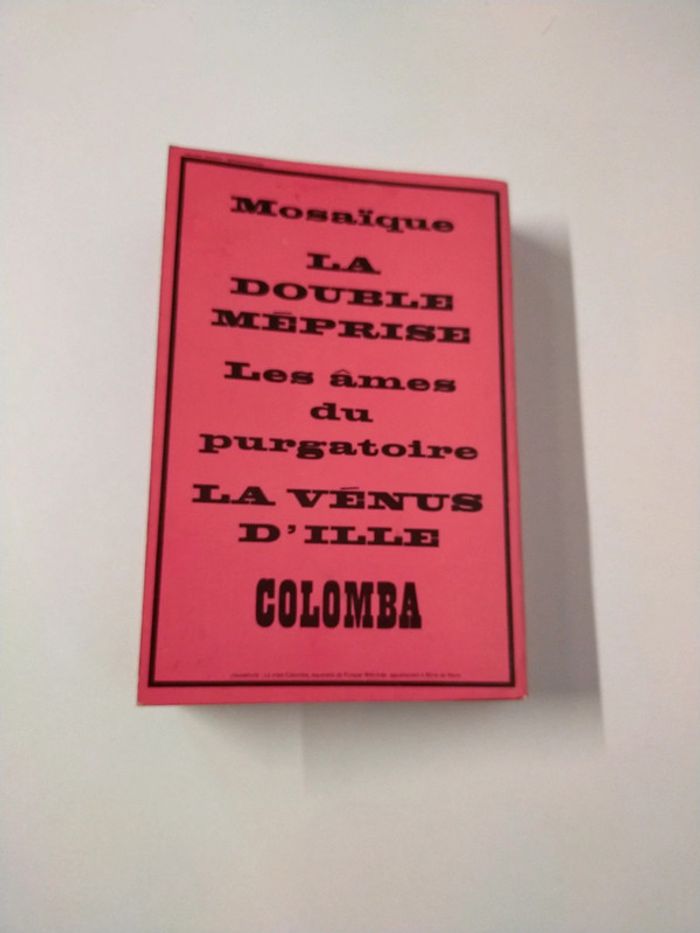 Mosaïque
LA
DOUBLE
MÉPRISE
Les âmes
du
purgatoire
LA VÉNUS
D'ILLE
COLOMBA